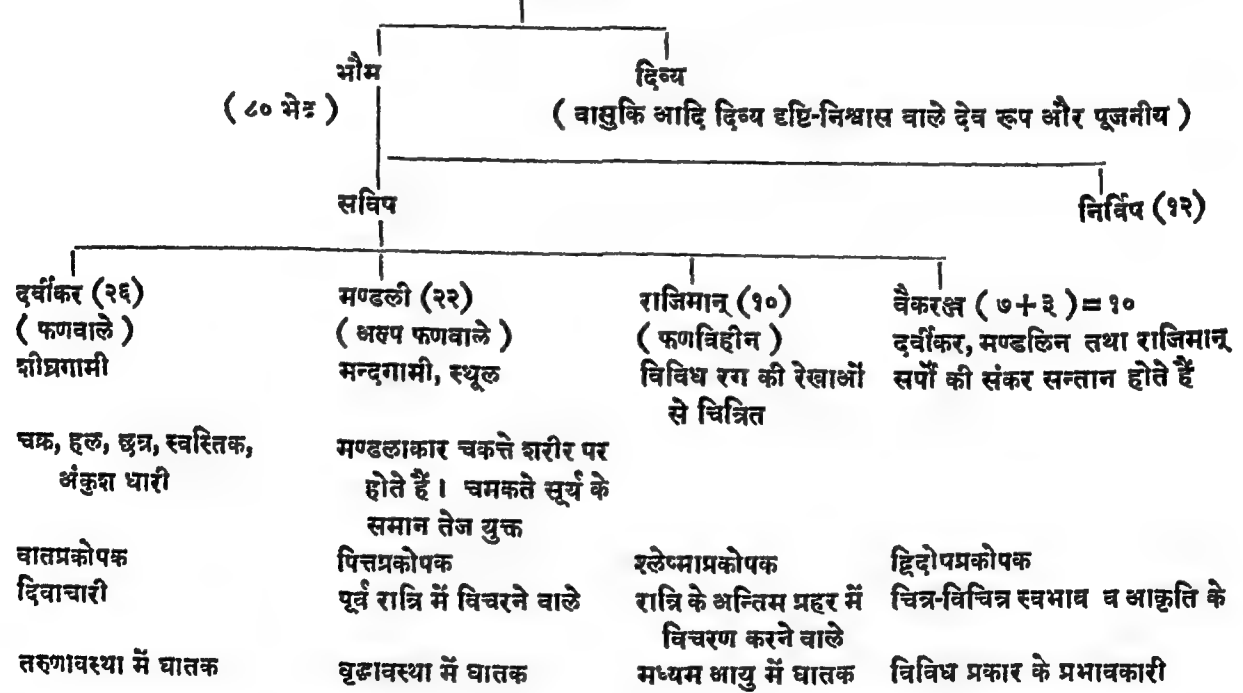 भौम
दिव्य
( ८० भेद )
( वासुकि आदि दिव्य दृष्टि-निश्वास वाले देव रूप और पूजनीय )
सविष
निर्विष (१२)
दर्वीकर (२६)
( फणवाले )
शीघ्रगामी
चक्र, हल, छत्र, स्वस्तिक,
अंकुश धारी
वातप्रकोपक
दिवाचारी
तरुणावस्था में घातक
मण्डली (२२)
( अल्प फणवाले )
मन्दगामी, स्थूल
मण्डलाकार चकत्ते शरीर पर
होते हैं । चमकते सूर्य के
समान तेज युक्त
पित्तप्रकोपक
पूर्व रात्रि में विचरने वाले
वृद्धावस्था में घातक
राजिमान् (१०)
( फणविहीन )
विविध रग की रेखाओं
से चित्रित
श्लेष्माप्रकोपक
रात्रि के अन्तिम प्रहर में
विचरण करने वाले
मध्यम आयु में घातक
वैकरञ्ज ( ७+३ ) = १०
दर्वीकर, मण्डलिन तथा राजिमान्
सर्पों की संकर सन्तान होते हैं
द्विदोषप्रकोपक
चित्र-विचित्र स्वभाव व आकृति के
विविध प्रकार के प्रभावकारी